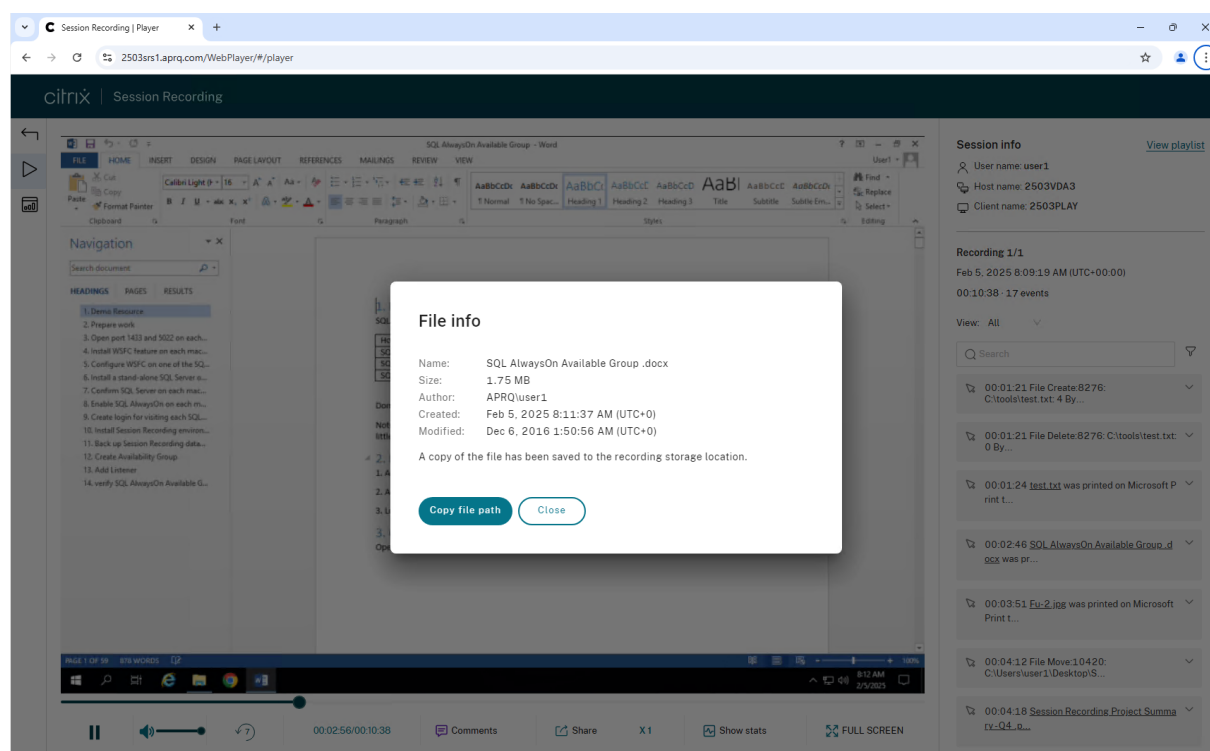 Session Recording | Player
2503srs1.aprq.com/WebPlayer/#/player
citrix | Session Recording
SQL AlwaysOn Available Group - Word
FILE HOME INSERT DESIGN PAGE LAYOUT REFERENCES MAILINGS REVIEW VIEW User1
Cut
Copy
Format Painter
Paste
Calibri Light (H 16
AaBbCcDc AaBbCcDc AaBbCc AaBbCcC AaBbCcD AaBl AaBbCcC AaBbCcDc
¶ Normal ¶ No Spac... Heading 1 Heading 2 Heading 3 Title Subtitle Subtle Em...
Find
Replace
Select
Clipboard Font Paragraph Styles Editing
Navigation
Search document
HEADINGS PAGES RESULTS
1. Demo Resource
2. Prepare work
3. Open port 1433 and 5022 on each...
4. Install WSFC feature on each mac...
5. Configure WSFC on one of the SQ...
6. Install a stand-alone SQL Server o...
7. Confirm SQL Server on each mac...
8. Enable SQL AlwaysOn on each m...
9. Create login for visiting each SQL...
10. Install Session Recording environ...
11. Back up Session Recording data...
12. Create Availability Group
13. Add Listener
14. verify SQL AlwaysOn Available G...
File info
Name: SQL AlwaysOn Available Group .docx
Size: 1.75 MB
Author: APRQ\user1
Created: Feb 5, 2025 8:11:37 AM (UTC+0)
Modified: Dec 6, 2016 1:50:56 AM (UTC+0)
A copy of the file has been saved to the recording storage location.
Copy file path Close
PAGE 1 OF 59 878 WORDS 100%
8:12 AM
2/5/2025
00:02:56/00:10:38 Comments Share X 1 Show stats FULL SCREEN
Session info View playlist
User name: user1
Host name: 2503VDA3
Client name: 2503PLAY
Recording 1/1
Feb 5, 2025 8:09:19 AM (UTC+00:00)
00:10:38 · 17 events
View: All
Search
00:01:21 File Create:8276:
C:\tools\test.txt: 4 By...
00:01:21 File Delete:8276: C:\tools\test.txt:
0 By...
00:01:24 test.txt was printed on Microsoft P
rint t...
00:02:46 SQL AlwaysOn Available Group .d
ocx was pr...
00:03:51 Fu-2.jpg was printed on Microsoft
Print t...
00:04:12 File Move:10420:
C:\Users\user1\Desktop\S...
00:04:18 Session Recording Project Summa
ry-Q4 .p...